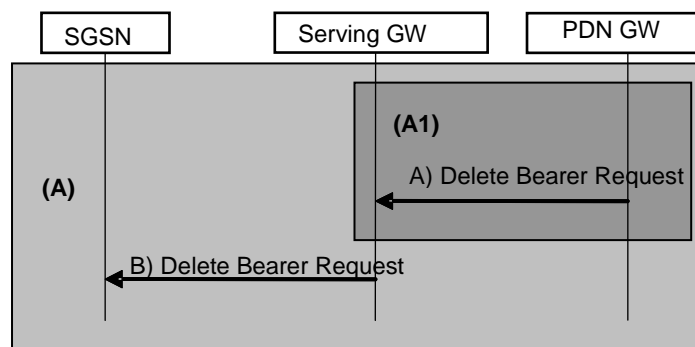 SGSN
Serving GW
PDN GW
(A1)
(A)
A) Delete Bearer Request
B) Delete Bearer Request